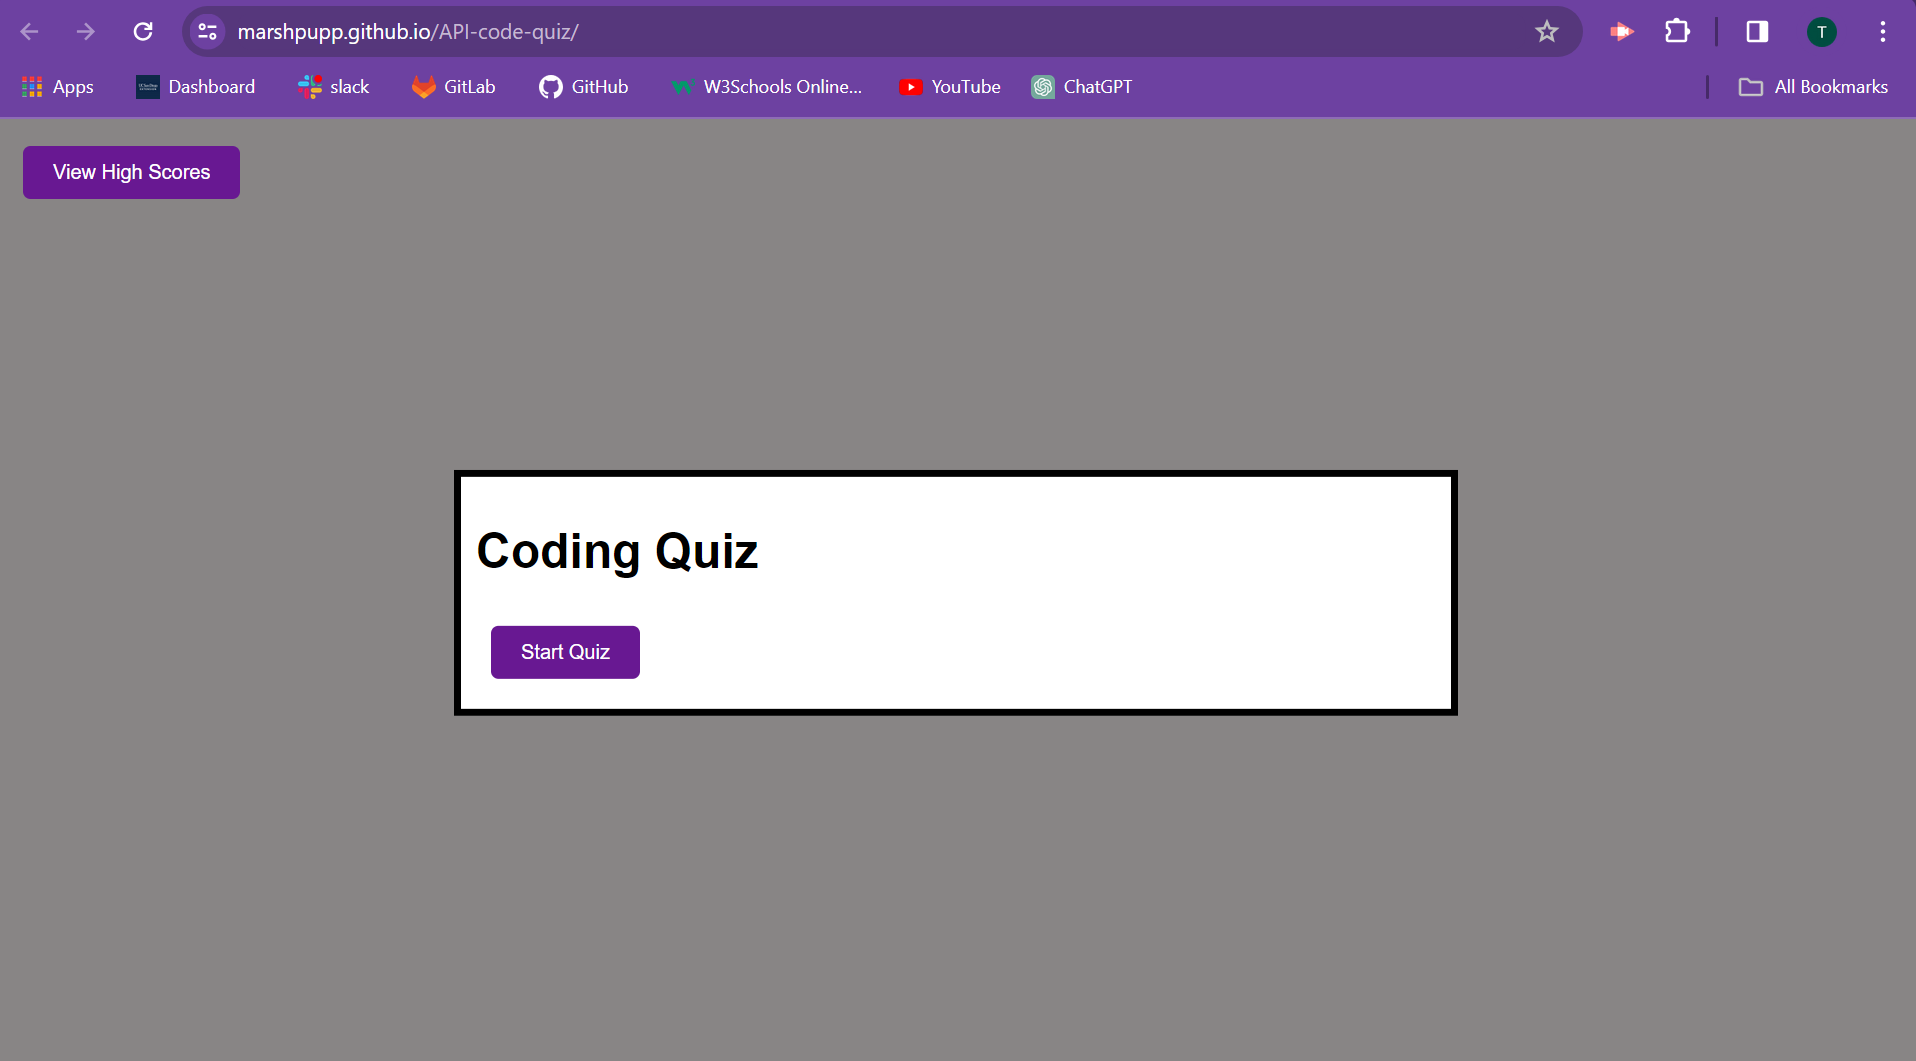 marshpupp.github.io/API-code-quiz/
T
Apps Dashboard slack GitLab GitHub W3Schools Online... YouTube ChatGPT All Bookmarks
View High Scores
Coding Quiz
Start Quiz